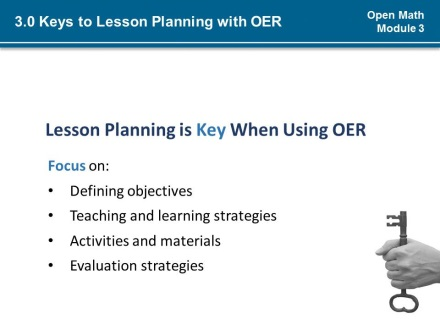 3.0 Keys to Lesson Planning with OER
Open Math
Module 3
Lesson Planning is Key When Using OER
Focus on:
• Defining objectives
• Teaching and learning strategies
• Activities and materials
• Evaluation strategies